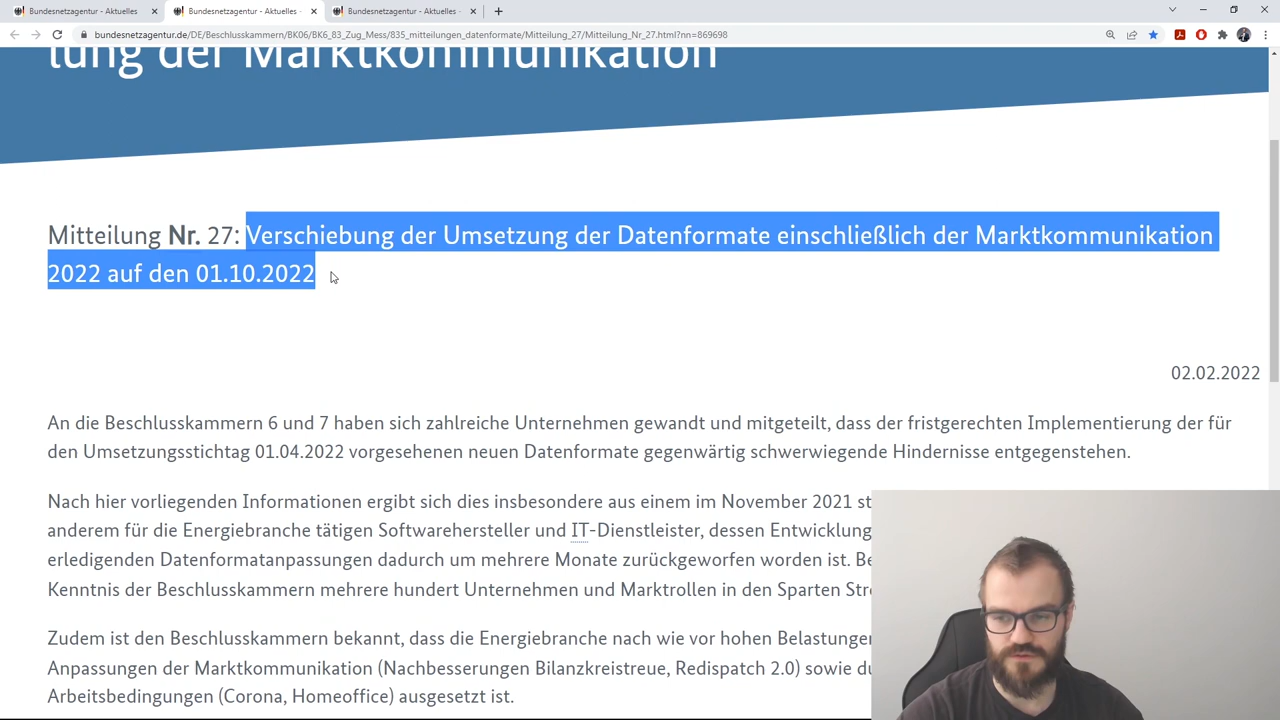 Bundesnetzagentur - Aktuelles
Bundesnetzagentur - Aktuelles -
Bundesnetzagentur - Aktuelles -
bundesnetzagentur.de/DE/Beschlusskammern/BK06/BK6_83_Zug_Mess/835_mitteilungen_datenformate/Mitteilung_27/Mitteilung_Nr_27.html?nn=869698
tung der Marktkommunikation
Mitteilung Nr. 27: Verschiebung der Umsetzung der Datenformate einschließlich der Marktkommunikation
2022 auf den 01.10.2022
02.02.2022
An die Beschlusskammern 6 und 7 haben sich zahlreiche Unternehmen gewandt und mitgeteilt, dass der fristgerechten Implementierung der für
den Umsetzungsstichtag 01.04.2022 vorgesehenen neuen Datenformate gegenwärtig schwerwiegende Hindernisse entgegenstehen.
Nach hier vorliegenden Informationen ergibt sich dies insbesondere aus einem im November 2021 st
anderem für die Energiebranche tätigen Softwarehersteller und IT-Dienstleister, dessen Entwicklung
erledigenden Datenformatanpassungen dadurch um mehrere Monate zurückgeworfen worden ist. Be
Kenntnis der Beschlusskammern mehrere hundert Unternehmen und Marktrollen in den Sparten Str
Zudem ist den Beschlusskammern bekannt, dass die Energiebranche nach wie vor hohen Belastungen
Anpassungen der Marktkommunikation (Nachbesserungen Bilanzkreistreue, Redispatch 2.0) sowie du
Arbeitsbedingungen (Corona, Homeoffice) ausgesetzt ist.